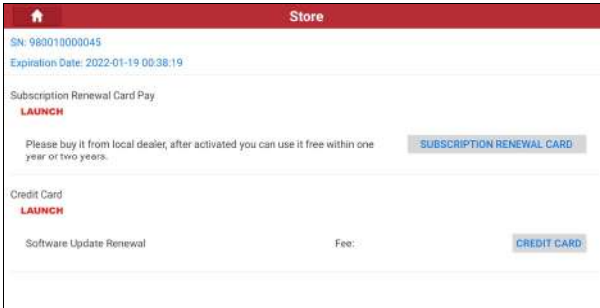 Store
SN: 980010000045
Expiration Date: 2022-01-19 00:38:19
Subscription Renewal Card Pay
LAUNCH
Please buy it from local dealer, after activated you can use it free within one
year or two years.
SUBSCRIPTION RENEWAL CARD
Credit Card
LAUNCH
Software Update Renewal Fee: CREDIT CARD